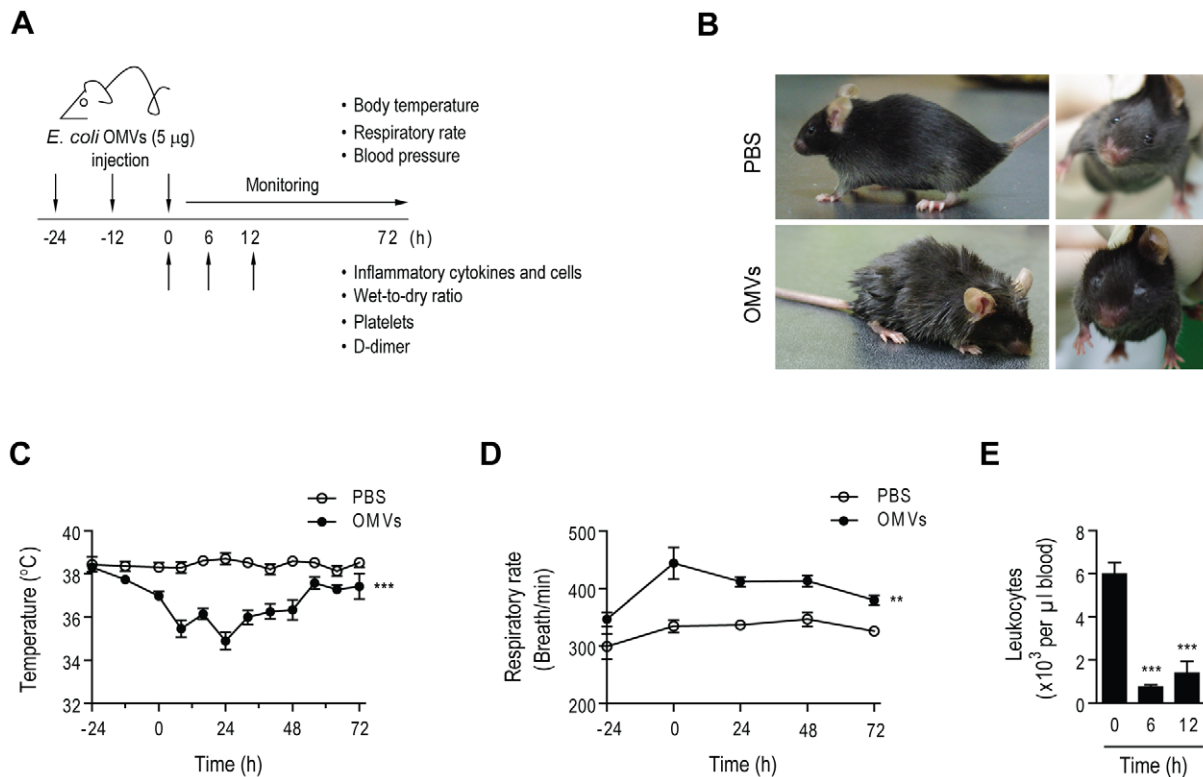 A
E. coli OMVs (5 μg)
injection
• Body temperature
• Respiratory rate
• Blood pressure
Monitoring
-24 -12 0 6 12 72 (h)
• Inflammatory cytokines and cells
• Wet-to-dry ratio
• Platelets
• D-dimer
B
PBS
OMVs
C
PBS
OMVs
Temperature (°C)
40
38
36
34
32
***
-24 0 24 48 72
Time (h)
D
PBS
OMVs
Respiratory rate
(Breath/min)
500
400
300
200
**
-24 0 24 48 72
Time (h)
E
Leukocytes
(x10³ per μl blood)
8
6
4
2
0
*** ***
0 6 12
Time (h)